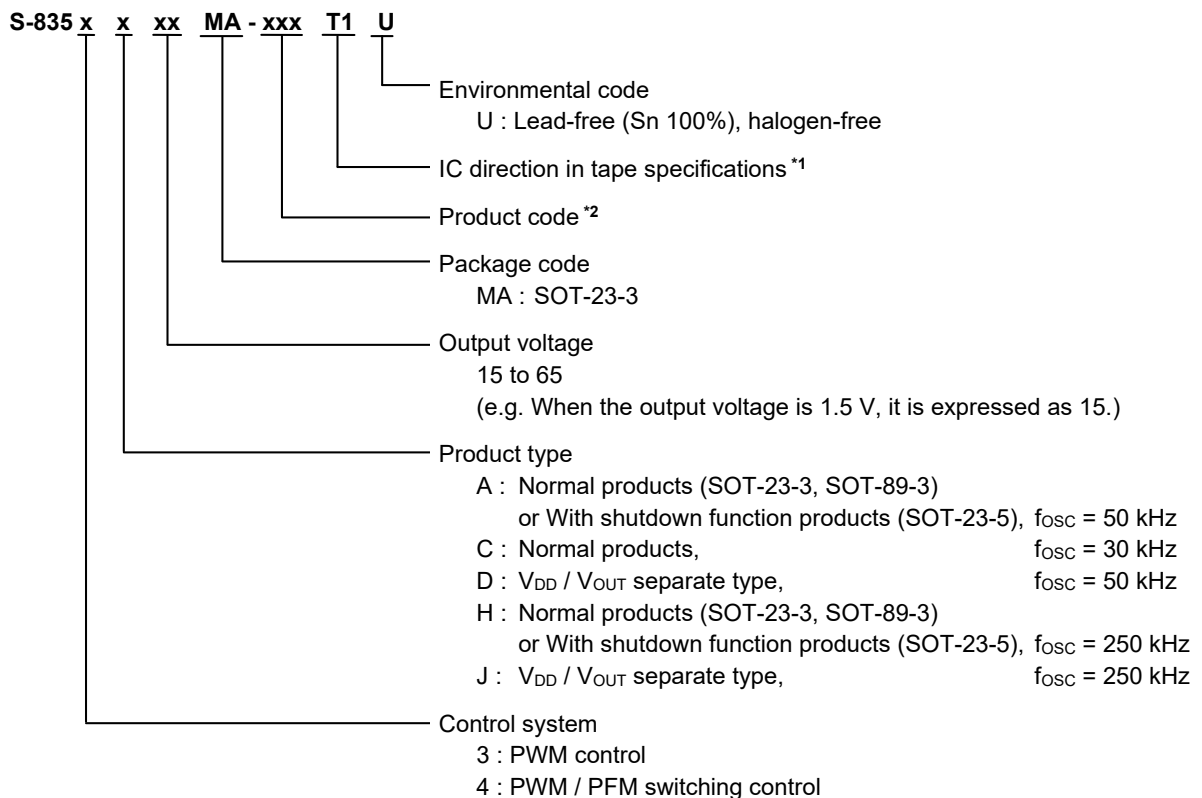 S-835 x x xx MA - xxx T1 U
Environmental code
U : Lead-free (Sn 100%), halogen-free
IC direction in tape specifications *1
Product code *2
Package code
MA : SOT-23-3
Output voltage
15 to 65
(e.g. When the output voltage is 1.5 V, it is expressed as 15.)
Product type
A : Normal products (SOT-23-3, SOT-89-3)
or With shutdown function products (SOT-23-5), fOSC = 50 kHz
C : Normal products, fOSC = 30 kHz
D : VDD / VOUT separate type, fOSC = 50 kHz
H : Normal products (SOT-23-3, SOT-89-3)
or With shutdown function products (SOT-23-5), fOSC = 250 kHz
J : VDD / VOUT separate type, fOSC = 250 kHz
Control system
3 : PWM control
4 : PWM / PFM switching control